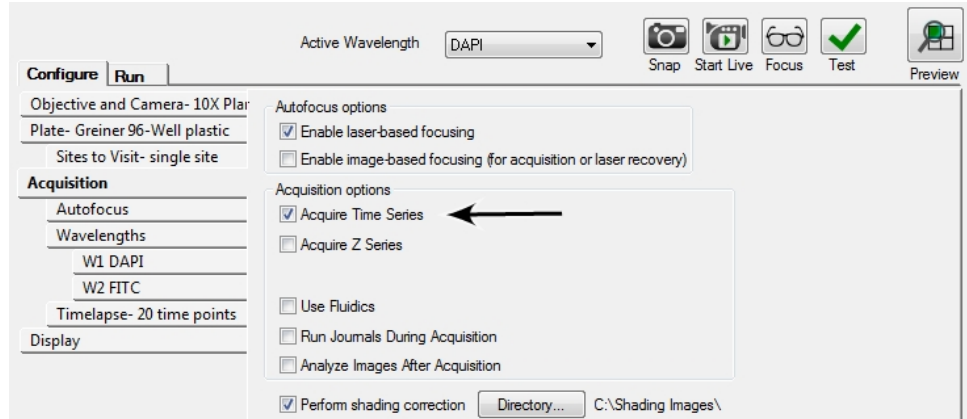 Active Wavelength DAPI Snap Start Live Focus Test Preview
Configure Run
Objective and Camera- 10X Plan
Plate- Greiner 96-Well plastic
Sites to Visit- single site
Acquisition
Autofocus
Wavelengths
W1 DAPI
W2 FITC
Timelapse- 20 time points
Display
Autofocus options
Enable laser-based focusing
Enable image-based focusing (for acquisition or laser recovery)
Acquisition options
Acquire Time Series
Acquire Z Series
Use Fluidics
Run Journals During Acquisition
Analyze Images After Acquisition
Perform shading correction Directory... C:\Shading Images\